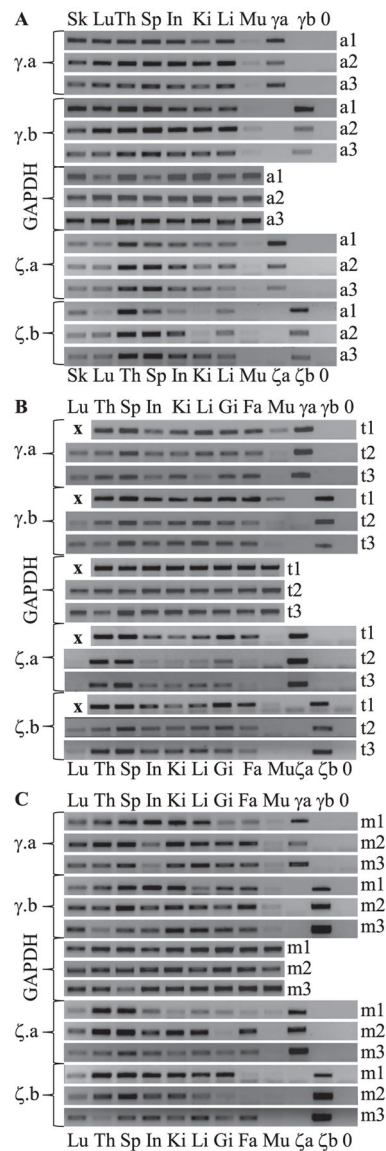 A Sk Lu Th Sp In Ki Li Mu γa γb 0
γ.a a1
a2
a3
γ.b a1
a2
a3
GAPDH a1
a2
a3
ζ.a a1
a2
a3
ζ.b a1
a2
a3
Sk Lu Th Sp In Ki Li Mu ζa ζb 0
B Lu Th Sp In Ki Li Gi Fa Mu γa γb 0
γ.a x t1
t2
t3
γ.b x t1
t2
t3
GAPDH x t1
t2
t3
ζ.a x t1
t2
t3
ζ.b x t1
t2
t3
Lu Th Sp In Ki Li Gi Fa Mu ζa ζb 0
C Lu Th Sp In Ki Li Gi Fa Mu γa γb 0
γ.a m1
m2
m3
γ.b m1
m2
m3
GAPDH m1
m2
m3
ζ.a m1
m2
m3
ζ.b m1
m2
m3
Lu Th Sp In Ki Li Gi Fa Mu ζa ζb 0